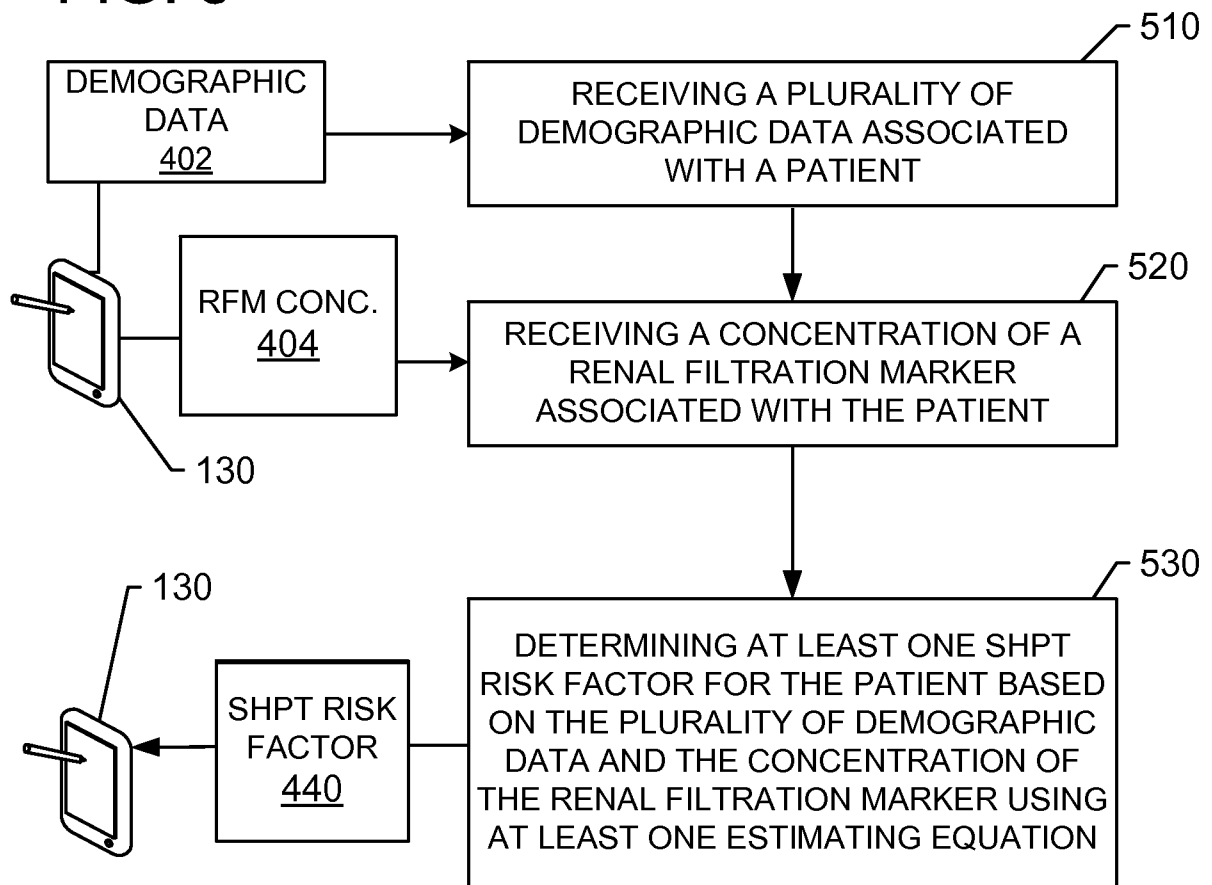 510
DEMOGRAPHIC
DATA
402
RECEIVING A PLURALITY OF
DEMOGRAPHIC DATA ASSOCIATED
WITH A PATIENT
520
RFM CONC.
404
RECEIVING A CONCENTRATION OF A
RENAL FILTRATION MARKER
ASSOCIATED WITH THE PATIENT
130
530
130
SHPT RISK
FACTOR
440
DETERMINING AT LEAST ONE SHPT
RISK FACTOR FOR THE PATIENT BASED
ON THE PLURALITY OF DEMOGRAPHIC
DATA AND THE CONCENTRATION OF
THE RENAL FILTRATION MARKER USING
AT LEAST ONE ESTIMATING EQUATION